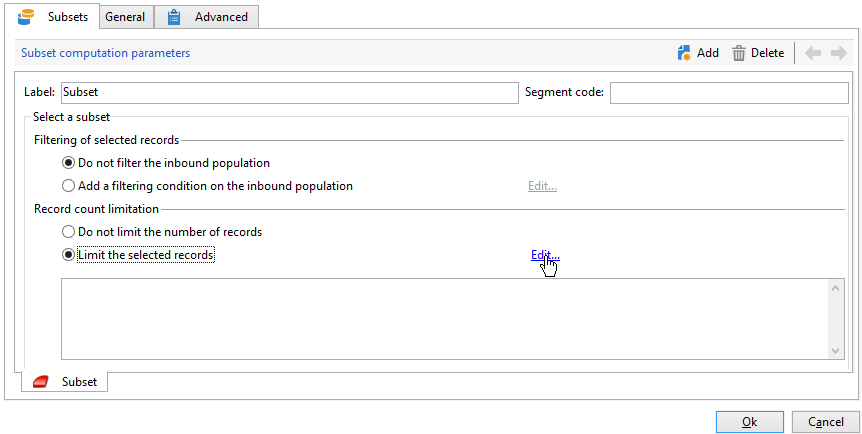 Subsets General Advanced
Subset computation parameters Add Delete
Label: Subset Segment code:
Select a subset
Filtering of selected records
Do not filter the inbound population
Add a filtering condition on the inbound population Edit...
Record count limitation
Do not limit the number of records
Limit the selected records Edit...
Subset
Ok Cancel